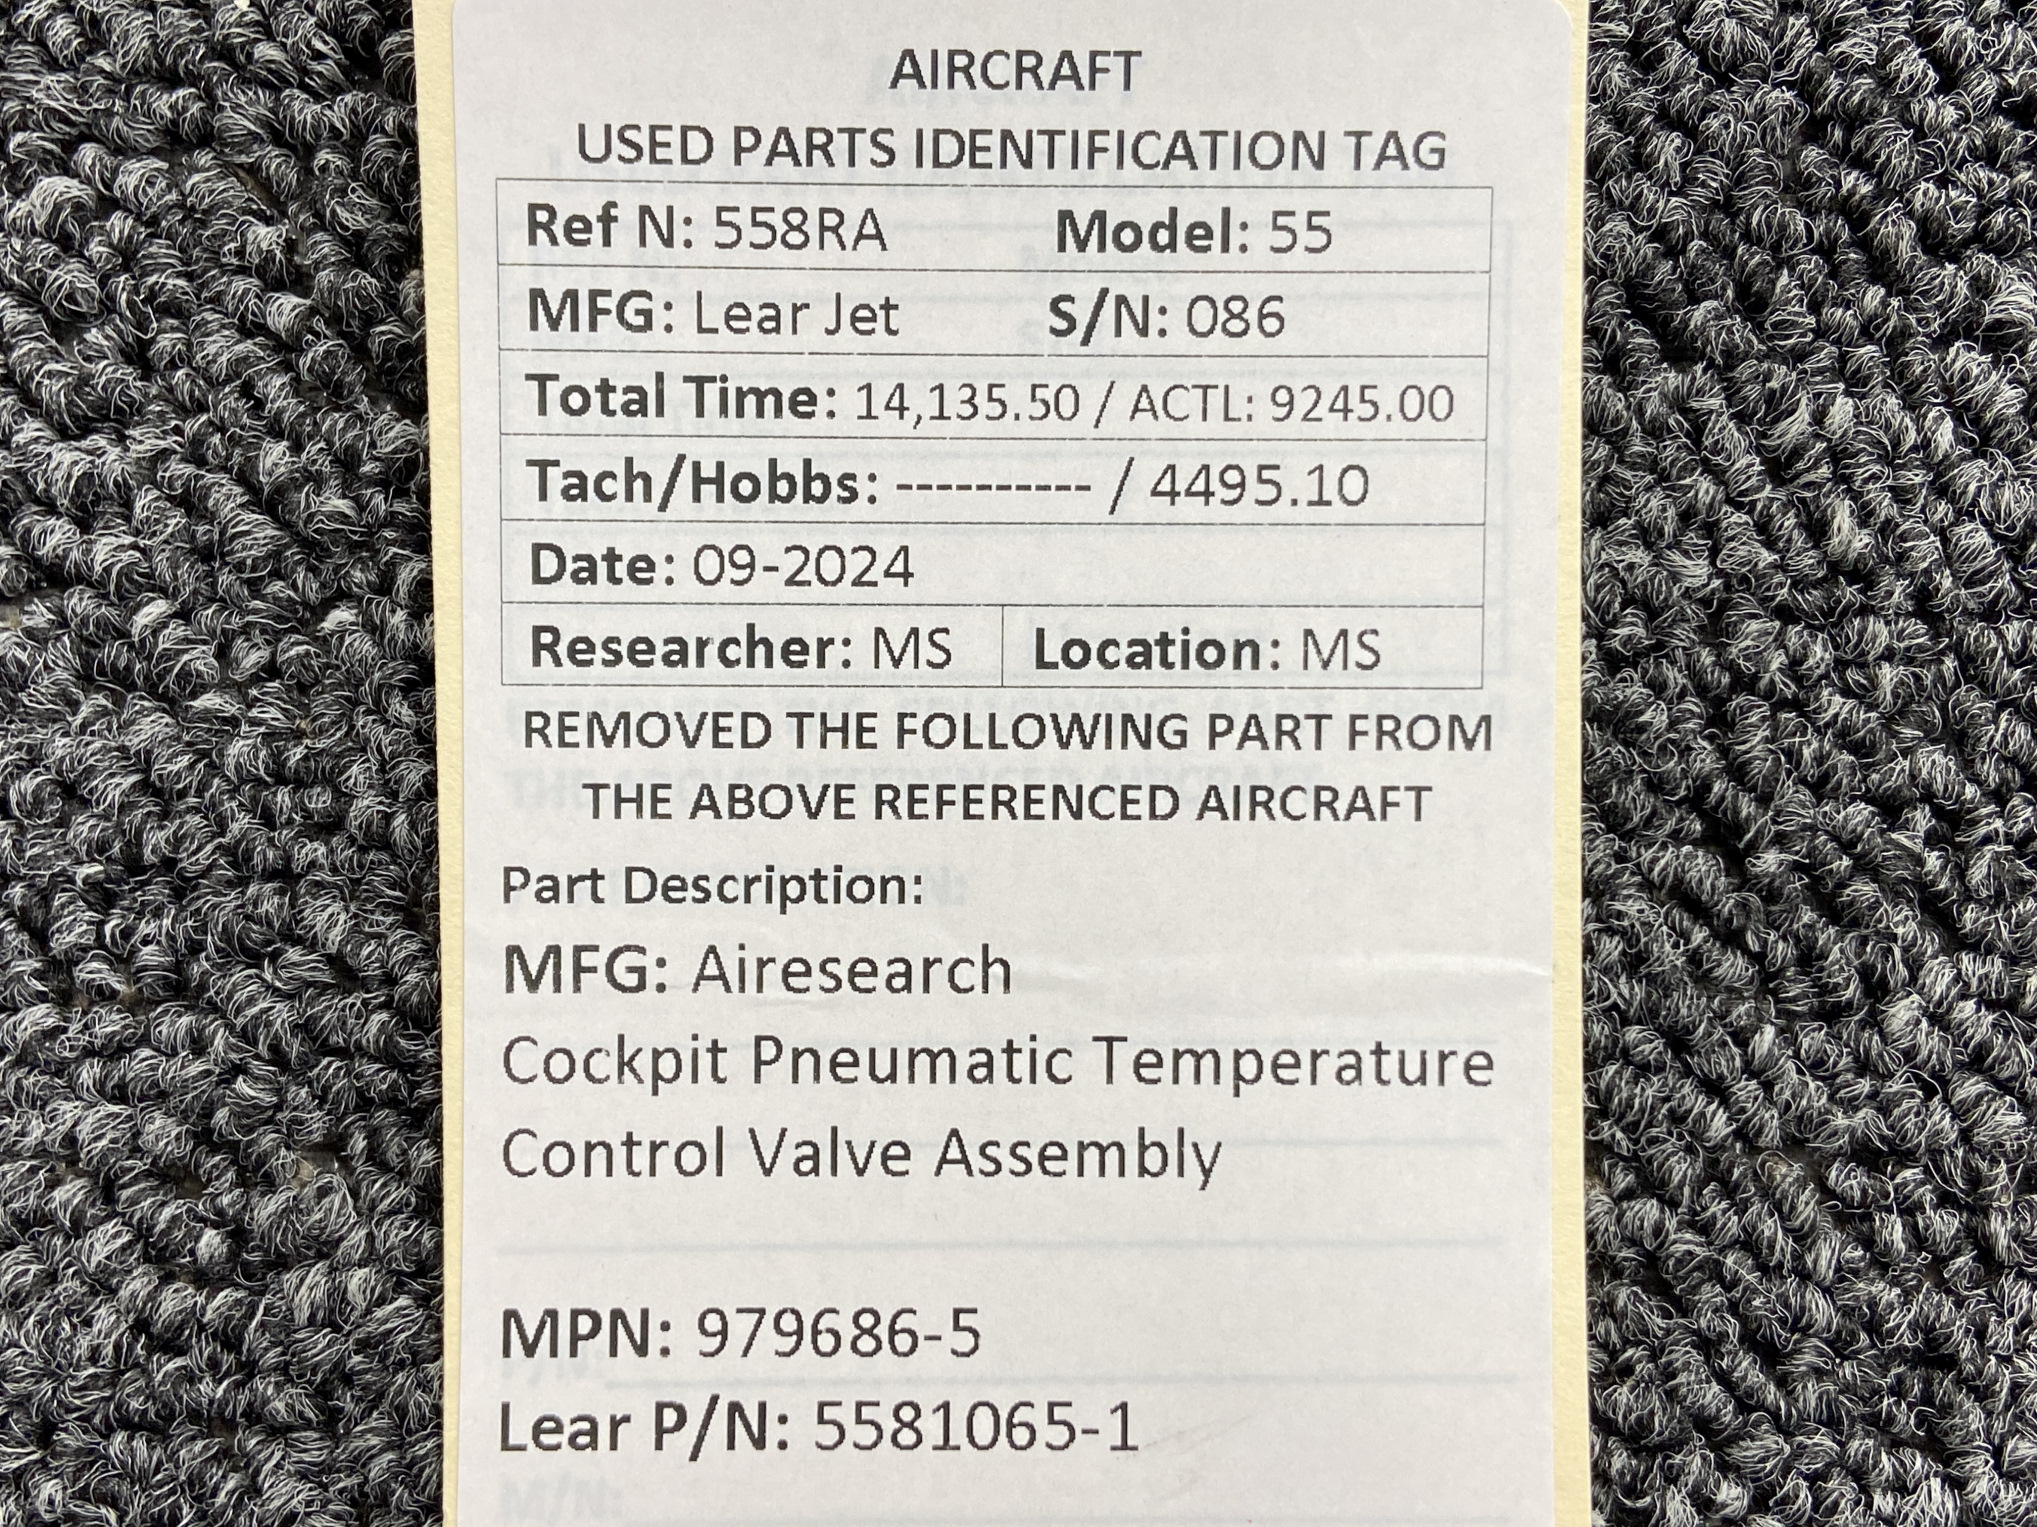 AIRCRAFT
USED PARTS IDENTIFICATION TAG
Ref N: 558RA Model: 55
MFG: Lear Jet S/N: 086
Total Time: 14,135.50 / ACTL: 9245.00
Tach/Hobbs: ---------- / 4495.10
Date: 09-2024
Researcher: MS Location: MS
REMOVED THE FOLLOWING PART FROM
THE ABOVE REFERENCED AIRCRAFT
Part Description:
MFG: Airesearch
Cockpit Pneumatic Temperature
Control Valve Assembly
MPN: 979686-5
Lear P/N: 5581065-1